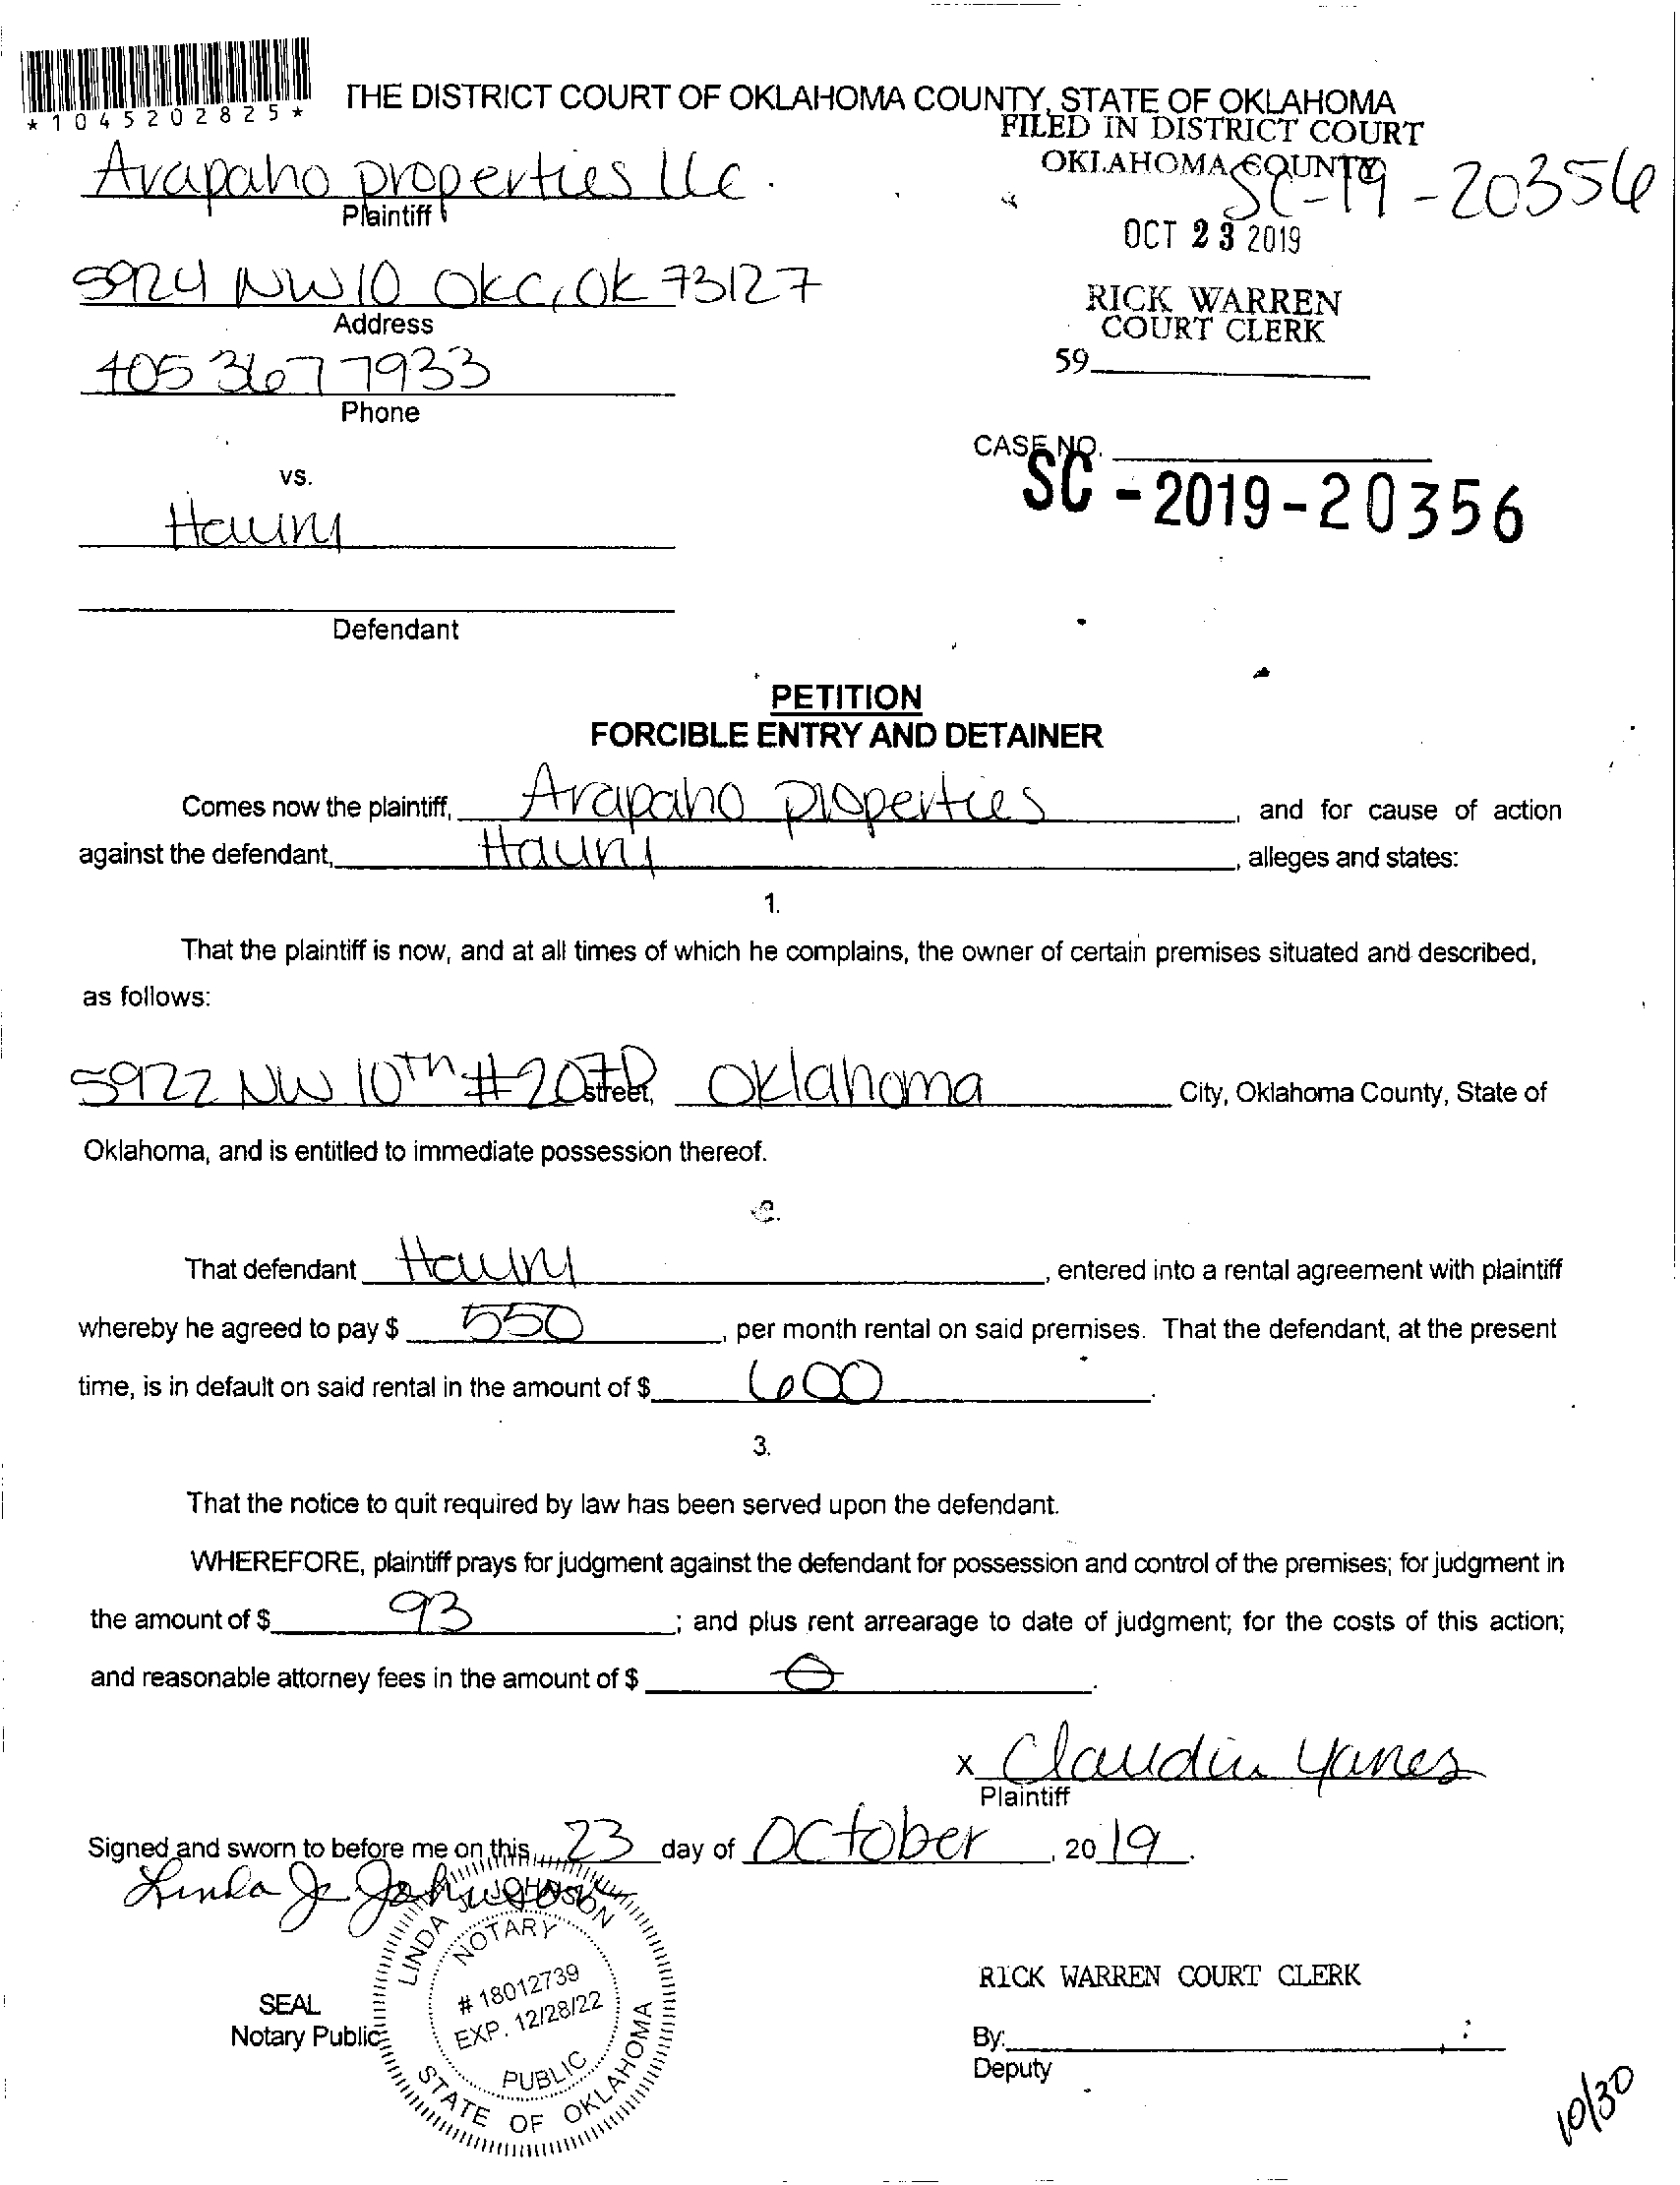 *1045202825*
THE DISTRICT COURT OF OKLAHOMA COUNTY, STATE OF OKLAHOMA
FILED IN DISTRICT COURT
OKLAHOMA COUNTY
Arapaho properties llc.
SC-19-20356
Plaintiff
OCT 23 2019
5924 NW 10 OKC, OK 73127
RICK WARREN
Address
COURT CLERK
405 367 7933
59
Phone
CASE NO.
SC-2019-20356
vs.
Defendant
PETITION
FORCIBLE ENTRY AND DETAINER
Comes now the plaintiff, Arapaho properties, and for cause of action
against the defendant, , alleges and states:
1.
That the plaintiff is now, and at all times of which he complains, the owner of certain premises situated and described,
as follows:
5922 NW 10TH #207P street, Oklahoma City, Oklahoma County, State of
Oklahoma, and is entitled to immediate possession thereof.
That defendant , entered into a rental agreement with plaintiff
whereby he agreed to pay $ 550, per month rental on said premises. That the defendant, at the present
time, is in default on said rental in the amount of $ 600.
3.
That the notice to quit required by law has been served upon the defendant.
WHEREFORE, plaintiff prays for judgment against the defendant for possession and control of the premises; for judgment in
the amount of $ 93; and plus rent arrearage to date of judgment; for the costs of this action;
and reasonable attorney fees in the amount of $ 0.
x Claudia Yanes
Plaintiff
Signed and sworn to before me on this 23 day of October, 2019.
Linda J. Johnson
LINDA J. JOHNSON
NOTARY
# 18012739
EXP. 12/28/22
PUBLIC
STATE OF OKLAHOMA
SEAL
Notary Public
RICK WARREN COURT CLERK
By:
Deputy
10/30